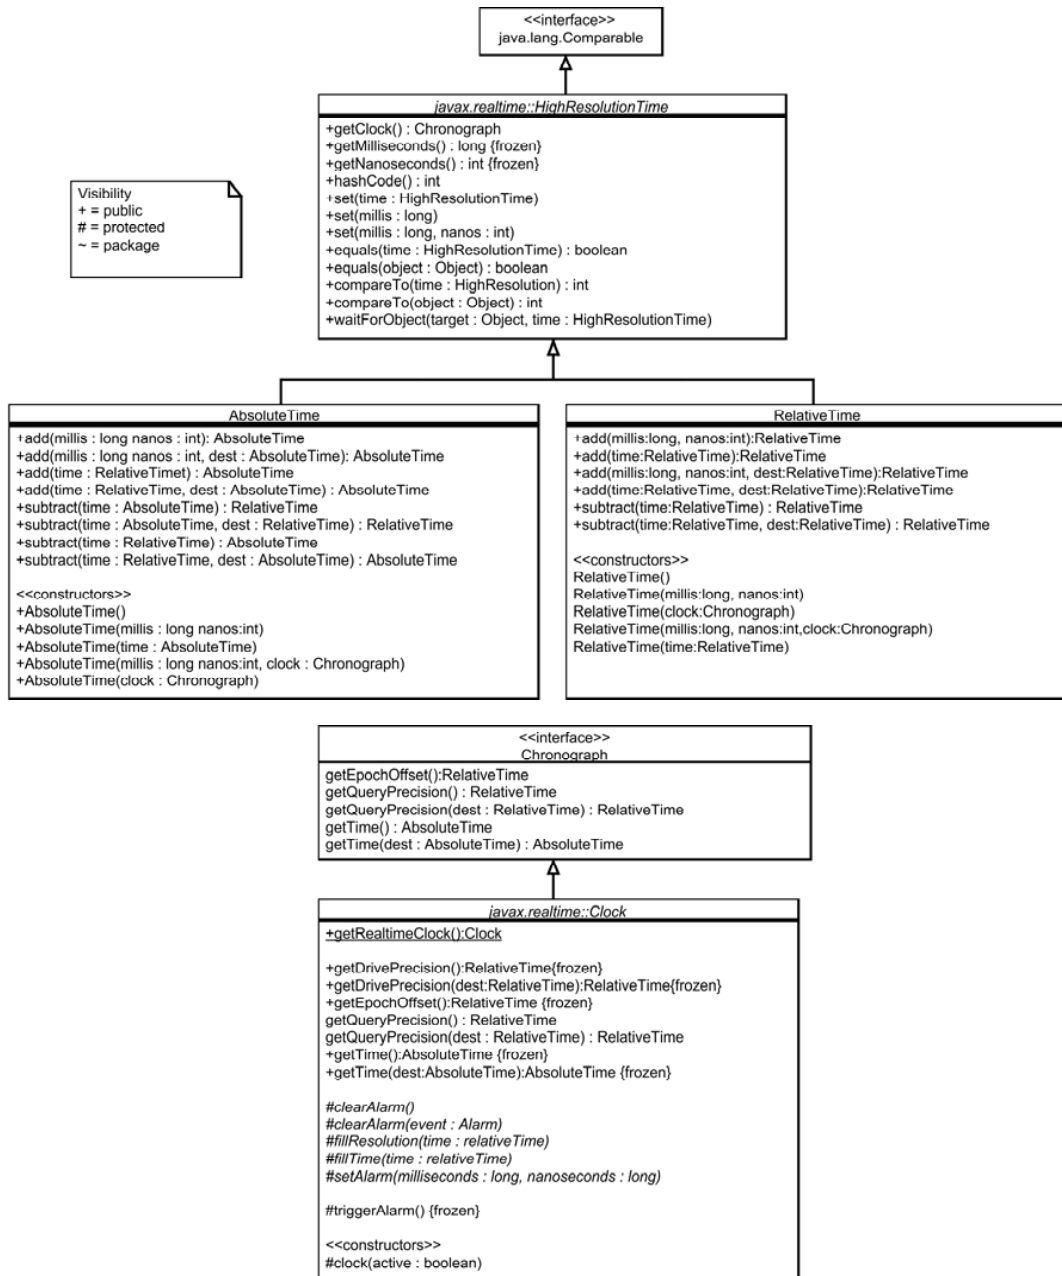 <<interface>>
java.lang.Comparable
javax.realtime::HighResolutionTime
+getClock() : Chronograph
+getMilliseconds() : long {frozen}
+getNanoseconds() : int {frozen}
+hashCode() : int
+set(time : HighResolutionTime)
+set(millis : long)
+set(millis : long, nanos : int)
+equals(time : HighResolutionTime) : boolean
+equals(object : Object) : boolean
+compareTo(time : HighResolution) : int
+compareTo(object : Object) : int
+waitForObject(target : Object, time : HighResolutionTime)
Visibility
+ = public
# = protected
~ = package
AbsoluteTime
+add(millis : long nanos : int): AbsoluteTime
+add(millis : long nanos : int, dest : AbsoluteTime): AbsoluteTime
+add(time : RelativeTimet) : AbsoluteTime
+add(time : RelativeTime, dest : AbsoluteTime) : AbsoluteTime
+subtract(time : AbsoluteTime) : RelativeTime
+subtract(time : AbsoluteTime, dest : RelativeTime) : RelativeTime
+subtract(time : RelativeTime) : AbsoluteTime
+subtract(time : RelativeTime, dest : AbsoluteTime) : AbsoluteTime
<<constructors>>
+AbsoluteTime()
+AbsoluteTime(millis : long nanos:int)
+AbsoluteTime(time : AbsoluteTime)
+AbsoluteTime(millis : long nanos:int, clock : Chronograph)
+AbsoluteTime(clock : Chronograph)
RelativeTime
+add(millis:long, nanos:int):RelativeTime
+add(time:RelativeTime):RelativeTime
+add(millis:long, nanos:int, dest:RelativeTime):RelativeTime
+add(time:RelativeTime, dest:RelativeTime):RelativeTime
+subtract(time:RelativeTime) : RelativeTime
+subtract(time:RelativeTime, dest:RelativeTime) : RelativeTime
<<constructors>>
RelativeTime()
RelativeTime(millis:long, nanos:int)
RelativeTime(clock:Chronograph)
RelativeTime(millis:long, nanos:int,clock:Chronograph)
RelativeTime(time:RelativeTime)
<<interface>>
Chronograph
getEpochOffset():RelativeTime
getQueryPrecision() : RelativeTime
getQueryPrecision(dest : RelativeTime) : RelativeTime
getTime() : AbsoluteTime
getTime(dest : AbsoluteTime) : AbsoluteTime
javax.realtime::Clock
+getRealtimeClock():Clock
+getDrivePrecision():RelativeTime{frozen}
+getDrivePrecision(dest:RelativeTime):RelativeTime{frozen}
+getEpochOffset():RelativeTime {frozen}
getQueryPrecision() : RelativeTime
getQueryPrecision(dest : RelativeTime) : RelativeTime
+getTime():AbsoluteTime {frozen}
+getTime(dest:AbsoluteTime):AbsoluteTime {frozen}
#clearAlarm()
#clearAlarm(event : Alarm)
#fillResolution(time : relativeTime)
#fillTime(time : relativeTime)
#setAlarm(milliseconds : long, nanoseconds : long)
#triggerAlarm() {frozen}
<<constructors>>
#clock(active : boolean)